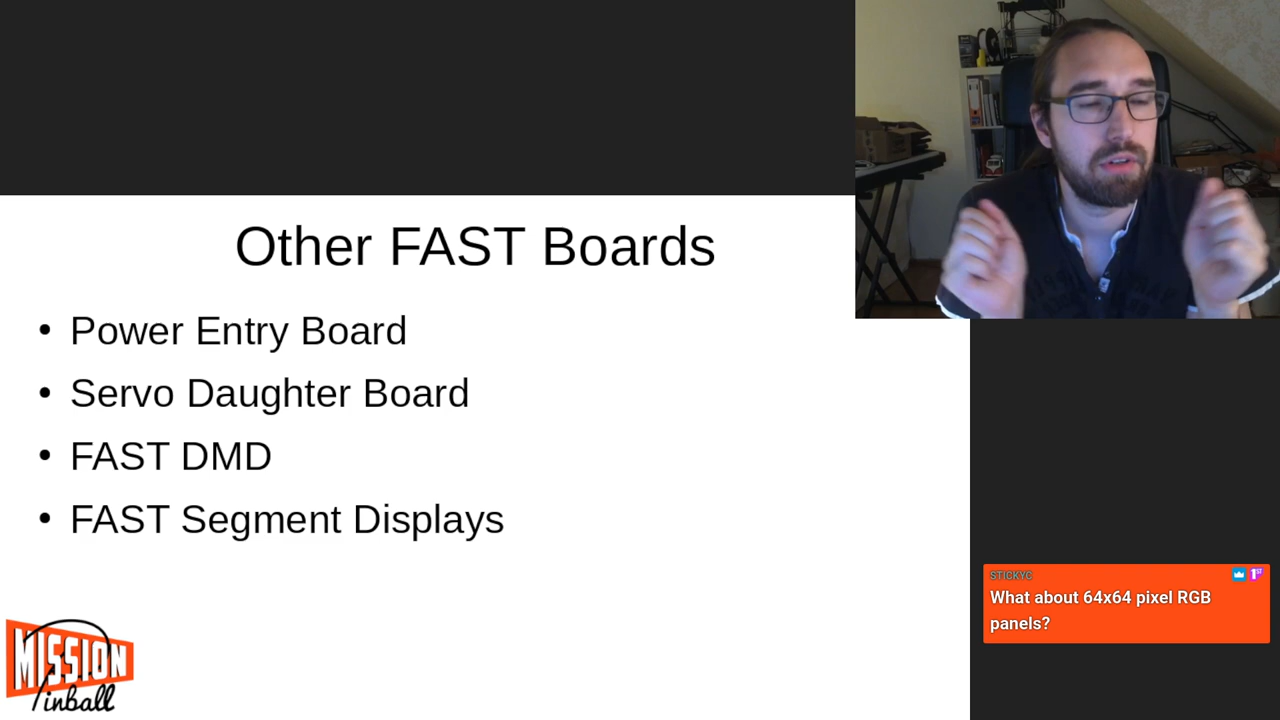 Other FAST Boards
• Power Entry Board
• Servo Daughter Board
• FAST DMD
• FAST Segment Displays
STICKYC
What about 64x64 pixel RGB
panels?
MISSION
Pinball